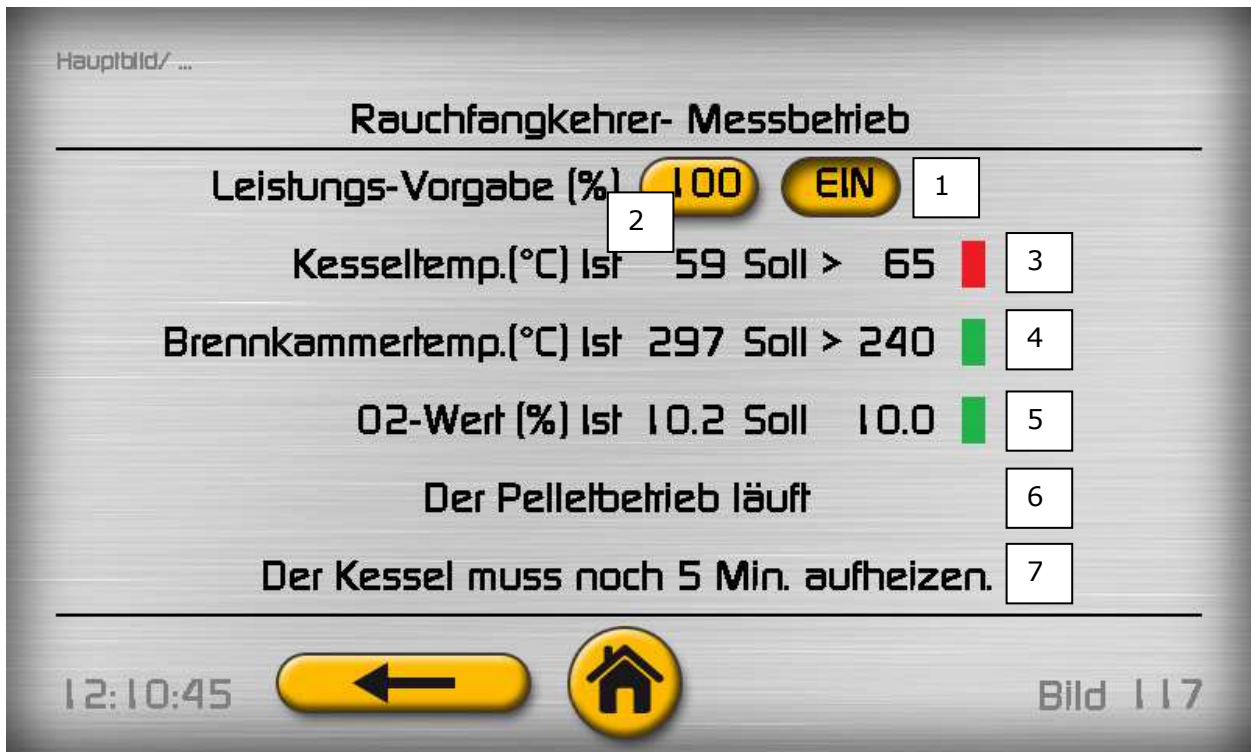 Hauptbild/ ...
Rauchfangkehrer- Messbetrieb
Leistungs-Vorgabe (%) 100 EIN 1
2
Kesseltemp.(°C) Ist 59 Soll > 65 3
Brennkammertemp.(°C) Ist 297 Soll > 240 4
O2-Wert (%) Ist 10.2 Soll 10.0 5
Der Pelletbetrieb läuft 6
Der Kessel muss noch 5 Min. aufheizen. 7
12:10:45 Bild 117